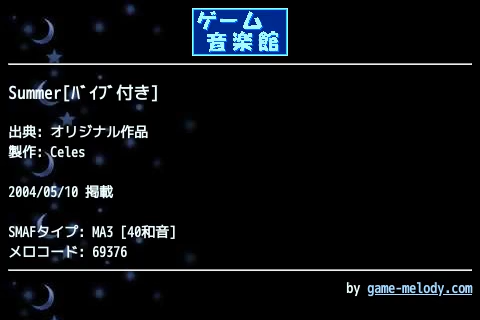 ゲーム
音楽館
Summer[ﾊﾞｲﾌﾞ付き]
出典: オリジナル作品
製作: Celes
2004/05/10 掲載
SMAFタイプ: MA3 [40和音]
メロコード: 69376
by game-melody.com